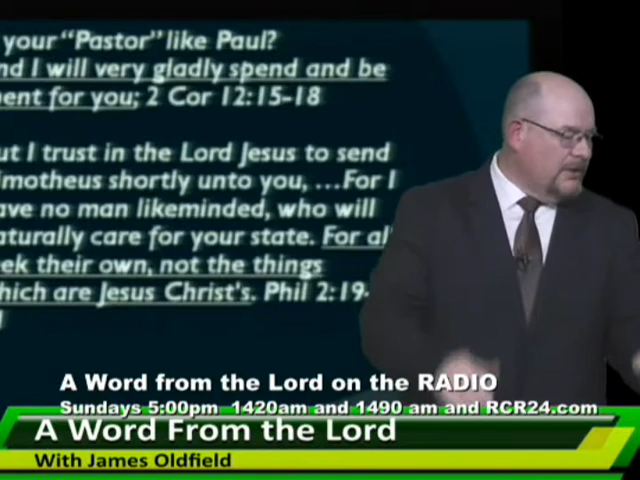 your “Pastor” like Paul?
nd I will very gladly spend and be
ent for you; 2 Cor 12:15-18
ut I trust in the Lord Jesus to send
imotheus shortly unto you, ...For I
ave no man likeminded, who will
aturally care for your state. For al
ek their own, not the things
hich are Jesus Christ's. Phil 2:19-
A Word from the Lord on the RADIO
Sundays 5:00pm 1420am and 1490 am and RCR24.com
A Word From the Lord
With James Oldfield